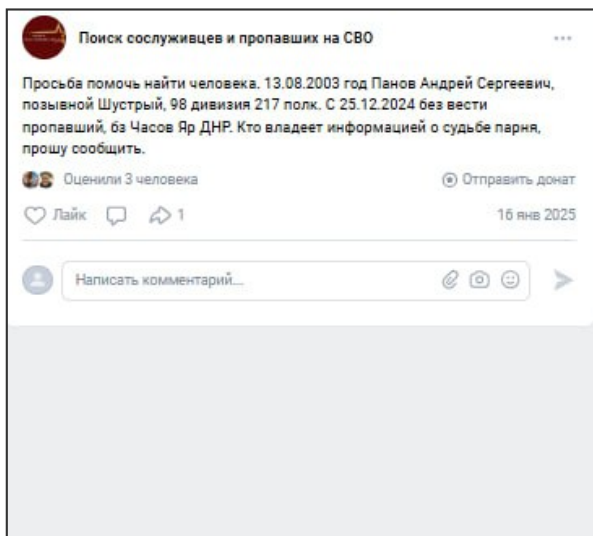 Поиск сослуживцев и пропавших на СВО
Просьба помочь найти человека. 13.08.2003 год Панов Андрей Сергеевич,
позывной Шустрый, 98 дивизия 217 полк. С 25.12.2024 без вести
пропавший, бз Часов Яр ДНР. Кто владеет информацией о судьбе парня,
прошу сообщить.
Оценили 3 человека
Отправить донат
Лайк
1
16 янв 2025
Написать комментарий...